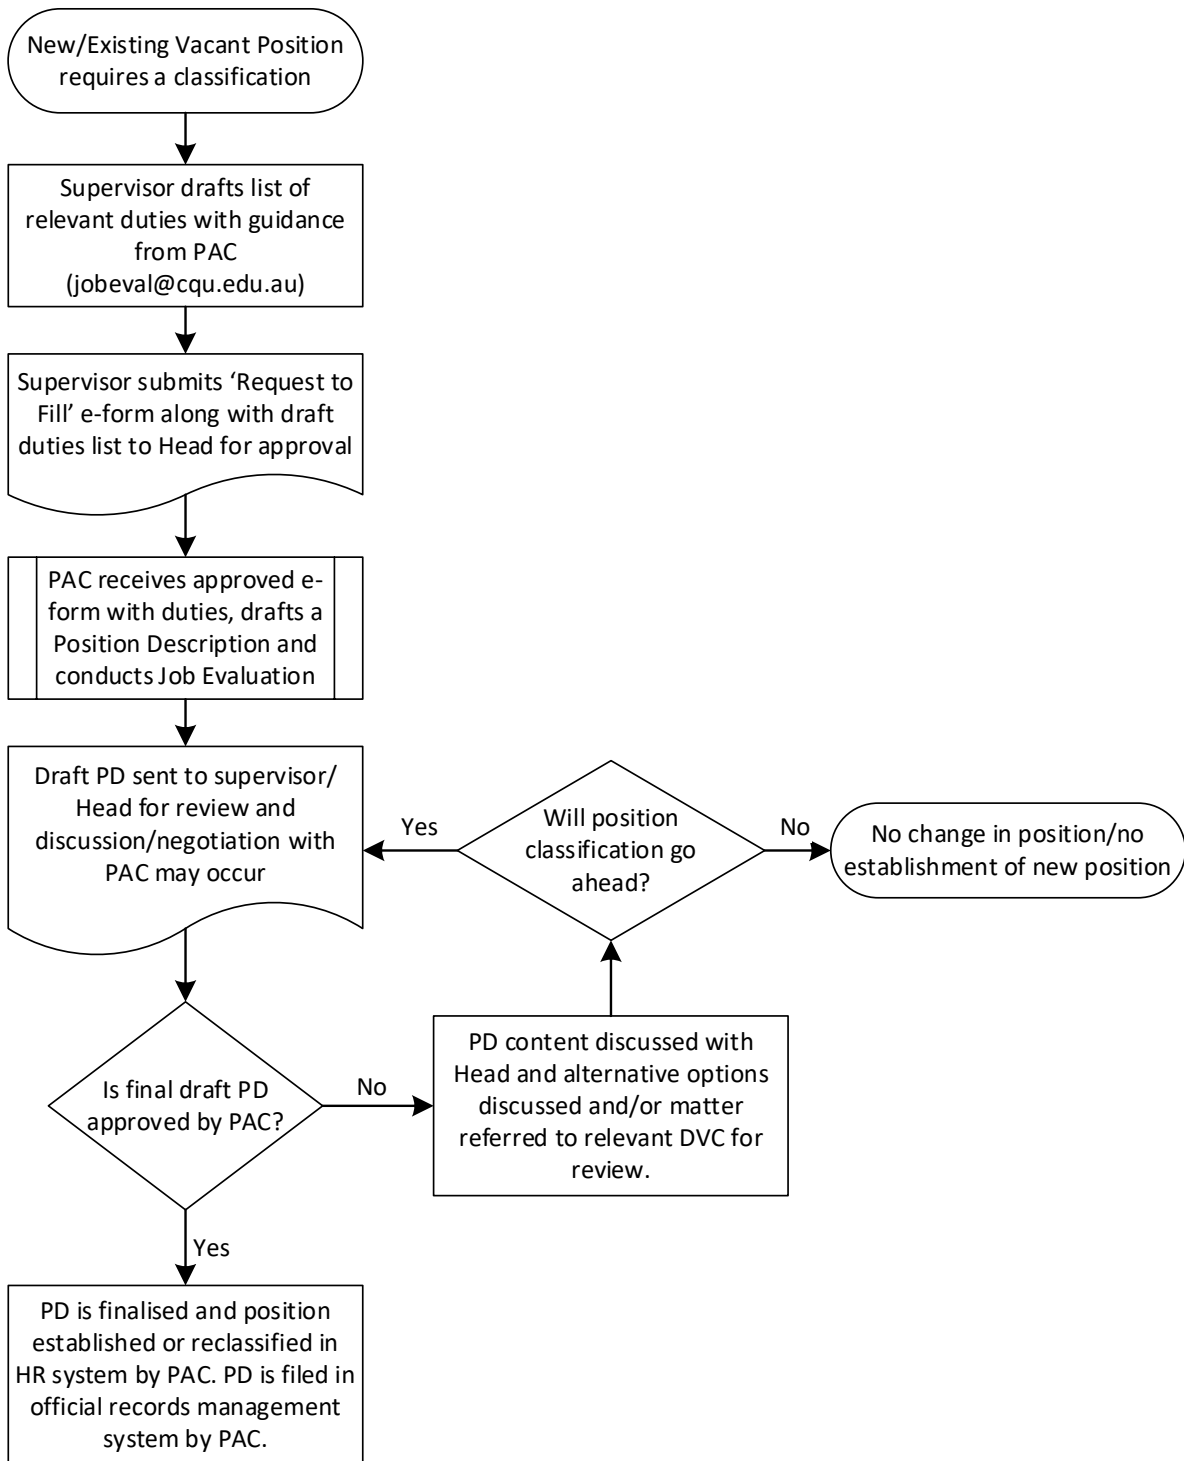 New/Existing Vacant Position
requires a classification
Supervisor drafts list of
relevant duties with guidance
from PAC
(jobeval@cqu.edu.au)
Supervisor submits ‘Request to
Fill’ e-form along with draft
duties list to Head for approval
PAC receives approved e-
form with duties, drafts a
Position Description and
conducts Job Evaluation
Draft PD sent to supervisor/
Head for review and
discussion/negotiation with
PAC may occur
Yes
Will position
classification go
ahead?
No
No change in position/no
establishment of new position
Is final draft PD
approved by PAC?
No
PD content discussed with
Head and alternative options
discussed and/or matter
referred to relevant DVC for
review.
Yes
PD is finalised and position
established or reclassified in
HR system by PAC. PD is filed in
official records management
system by PAC.